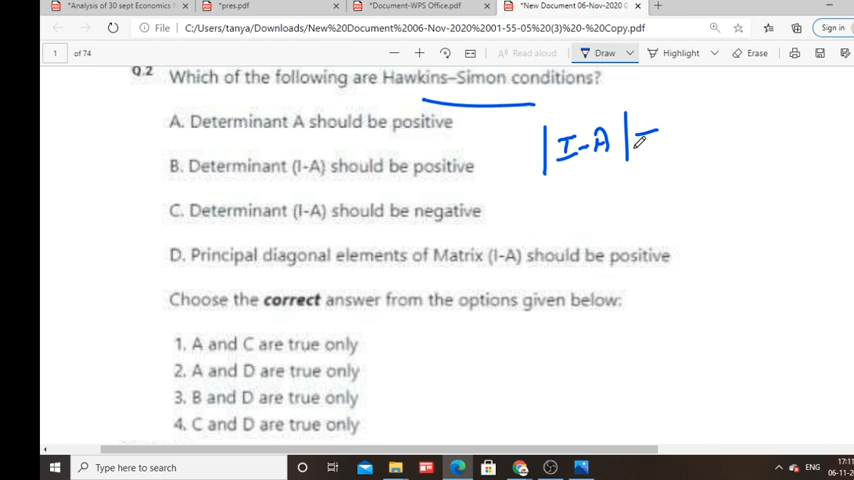 *Analysis of 30 sept Economics
*pres.pdf
*Document-WPS Office.pdf
*New Document 06-Nov-2020
File
C:/Users/tanya/Downloads/New%20Document%2006-Nov-2020%2001-55-05%20(3)%20-%20Copy.pdf
Sign in
1 of 74
Read aloud
Draw
Highlight
Erase
Q.2 Which of the following are Hawkins–Simon conditions?
A. Determinant A should be positive
|I-A|
B. Determinant (I-A) should be positive
C. Determinant (I-A) should be negative
D. Principal diagonal elements of Matrix (I-A) should be positive
Choose the correct answer from the options given below:
1. A and C are true only
2. A and D are true only
3. B and D are true only
4. C and D are true only
Type here to search
ENG
17:11